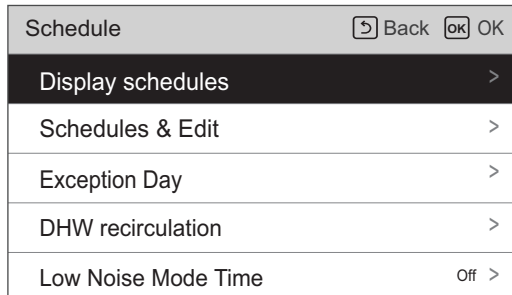 Schedule Back OK OK
Display schedules >
Schedules & Edit >
Exception Day >
DHW recirculation >
Low Noise Mode Time Off >